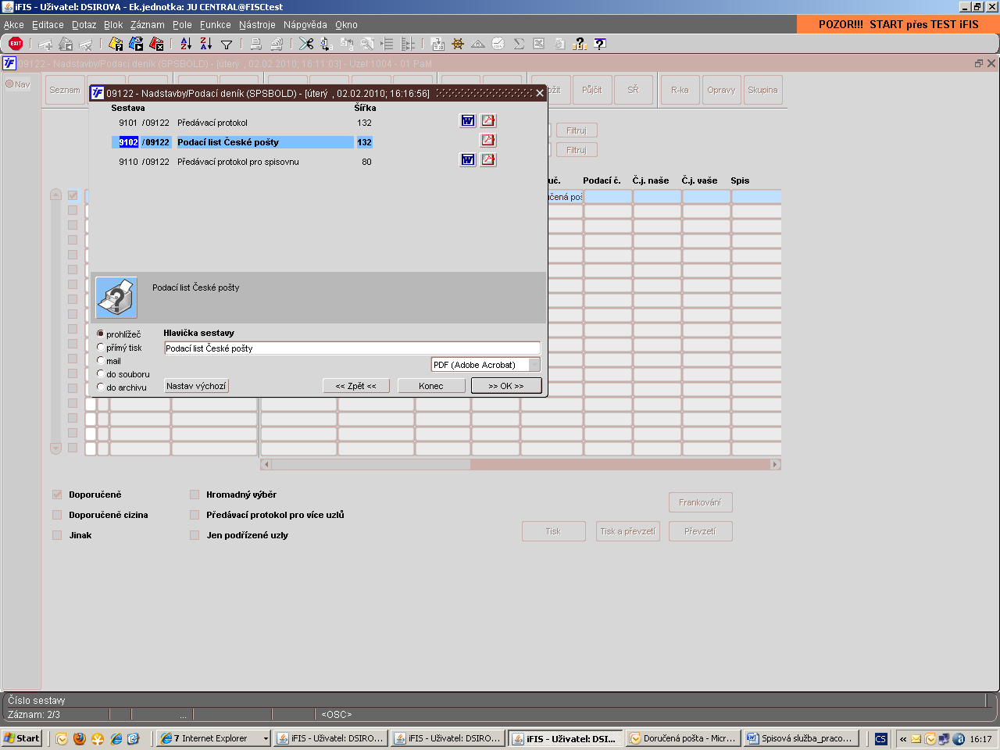 iFIS - Uživatel: DSIROVA - Ek.jednotka: JU CENTRAL@FISCtest
Akce Editace Dotaz Blok Záznam Pole Funkce Nástroje Nápověda Okno
POZOR!!! START přes TEST iFIS
EXIT
09122 - Nadstavby/Podací deník (SPSBOLD) - [úterý , 02.02.2010; 16:11:03] - Uzel:1004 - 01 PaM
Nav
Seznam
Půjčit
SŘ
R-ka
Opravy
Skupina
09122 - Nadstavby/Podací deník (SPSBOLD) - [úterý , 02.02.2010; 16:16:56]
Sestava Šířka
9101 /09122 Předávací protokol 132
9102 /09122 Podací list České pošty 132
9110 /09122 Předávací protokol pro spisovnu 80
Filtruj
Filtruj
uč. Podací č. Č.j. naše Č.j. vaše Spis
Podací list České pošty
prohlížeč
přímý tisk
mail
do souboru
do archivu
Hlavička sestavy
Podací list České pošty
PDF (Adobe Acrobat)
Nastav výchozí
<< Zpět <<
Konec
>> OK >>
Doporučeně
Doporučeně cizina
Jinak
Hromadný výběr
Předávací protokol pro více uzlů
Jen podřízené uzly
Frankování
Tisk
Tisk a převzetí
Převzetí
Číslo sestavy
Záznam: 2/3 ... <OSC>
Start
7 Internet Explorer
iFIS - Uživatel: DSIRO...
iFIS - Uživatel: DSIRO...
iFIS - Uživatel: DSI...
Doručená pošta - Micr...
Spisová služba_praco...
CS
«
16:17